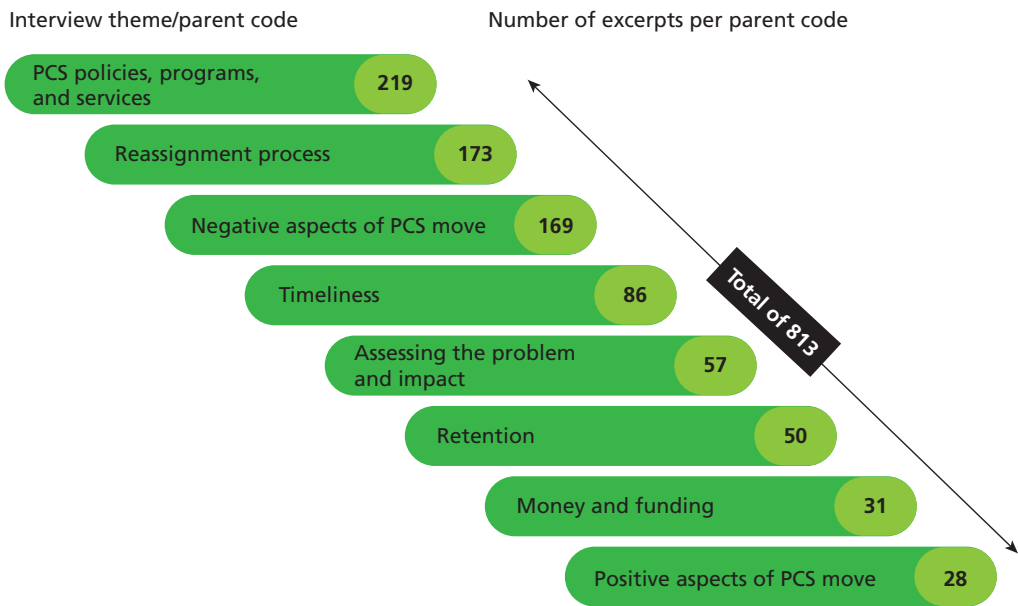 Interview theme/parent code
Number of excerpts per parent code
PCS policies, programs,
and services
219
Reassignment process
173
Negative aspects of PCS move
169
Timeliness
86
Total of 813
Assessing the problem
and impact
57
Retention
50
Money and funding
31
Positive aspects of PCS move
28